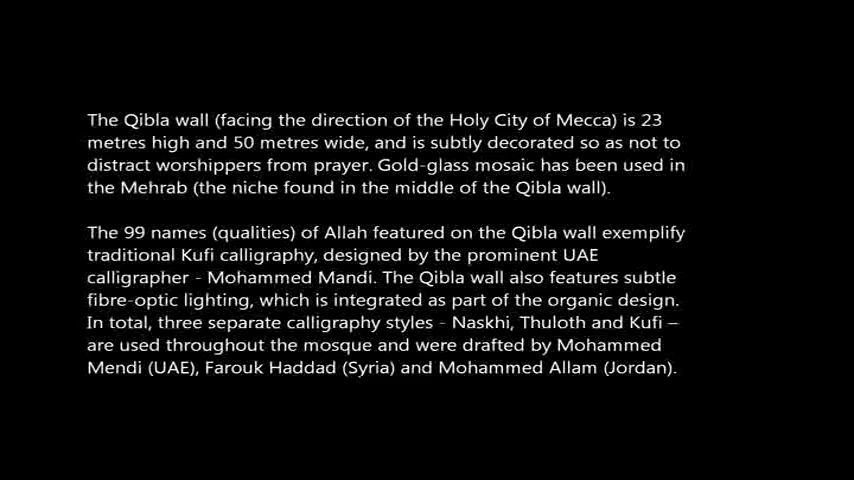 The Qibla wall (facing the direction of the Holy City of Mecca) is 23
metres high and 50 metres wide, and is subtly decorated so as not to
distract worshippers from prayer. Gold-glass mosaic has been used in
the Mehrab (the niche found in the middle of the Qibla wall).
The 99 names (qualities) of Allah featured on the Qibla wall exemplify
traditional Kufi calligraphy, designed by the prominent UAE
calligrapher - Mohammed Mandi. The Qibla wall also features subtle
fibre-optic lighting, which is integrated as part of the organic design.
In total, three separate calligraphy styles - Naskhi, Thuloth and Kufi –
are used throughout the mosque and were drafted by Mohammed
Mendi (UAE), Farouk Haddad (Syria) and Mohammed Allam (Jordan).